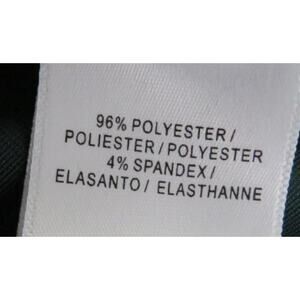 96% POLYESTER /
POLIESTER / POLYESTER
4% SPANDEX /
ELASANTO / ELASTHANNE